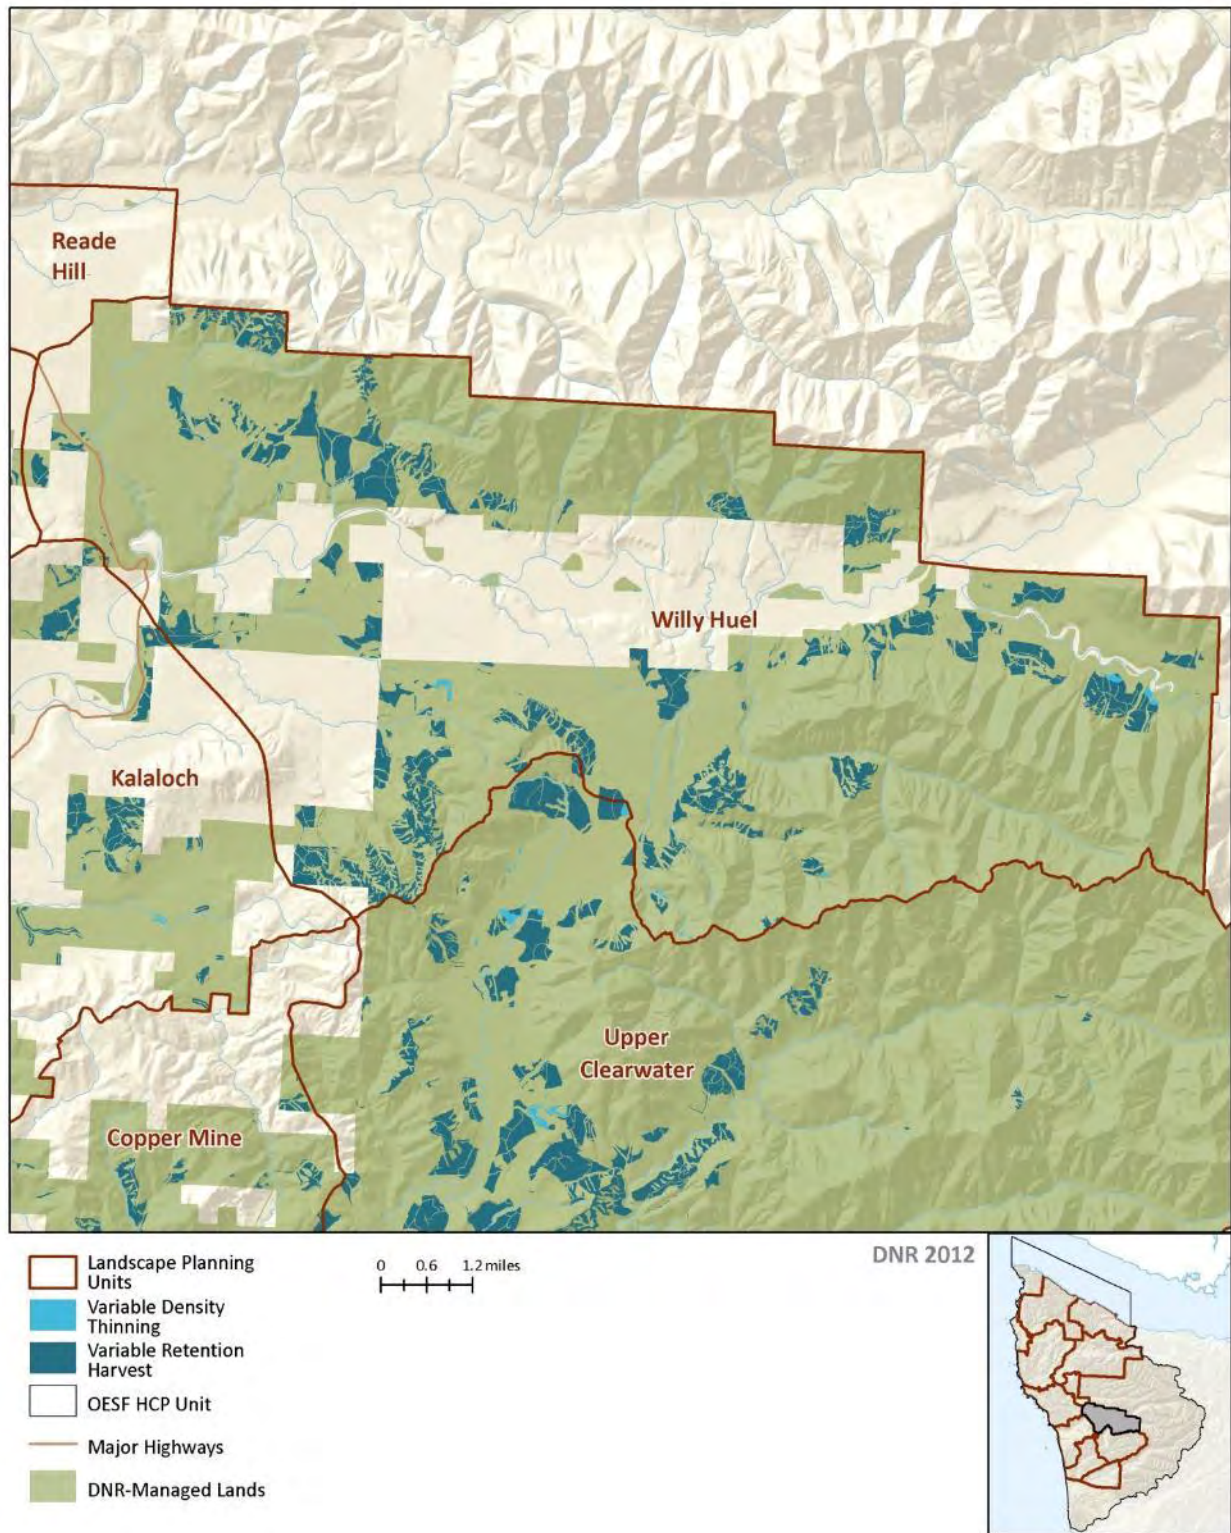 Reade
Hill
Willy Huel
Kalaloch
Upper
Clearwater
Copper Mine
Landscape Planning
Units
Variable Density
Thinning
Variable Retention
Harvest
OESF HCP Unit
Major Highways
DNR-Managed Lands
0 0.6 1.2 miles
DNR 2012